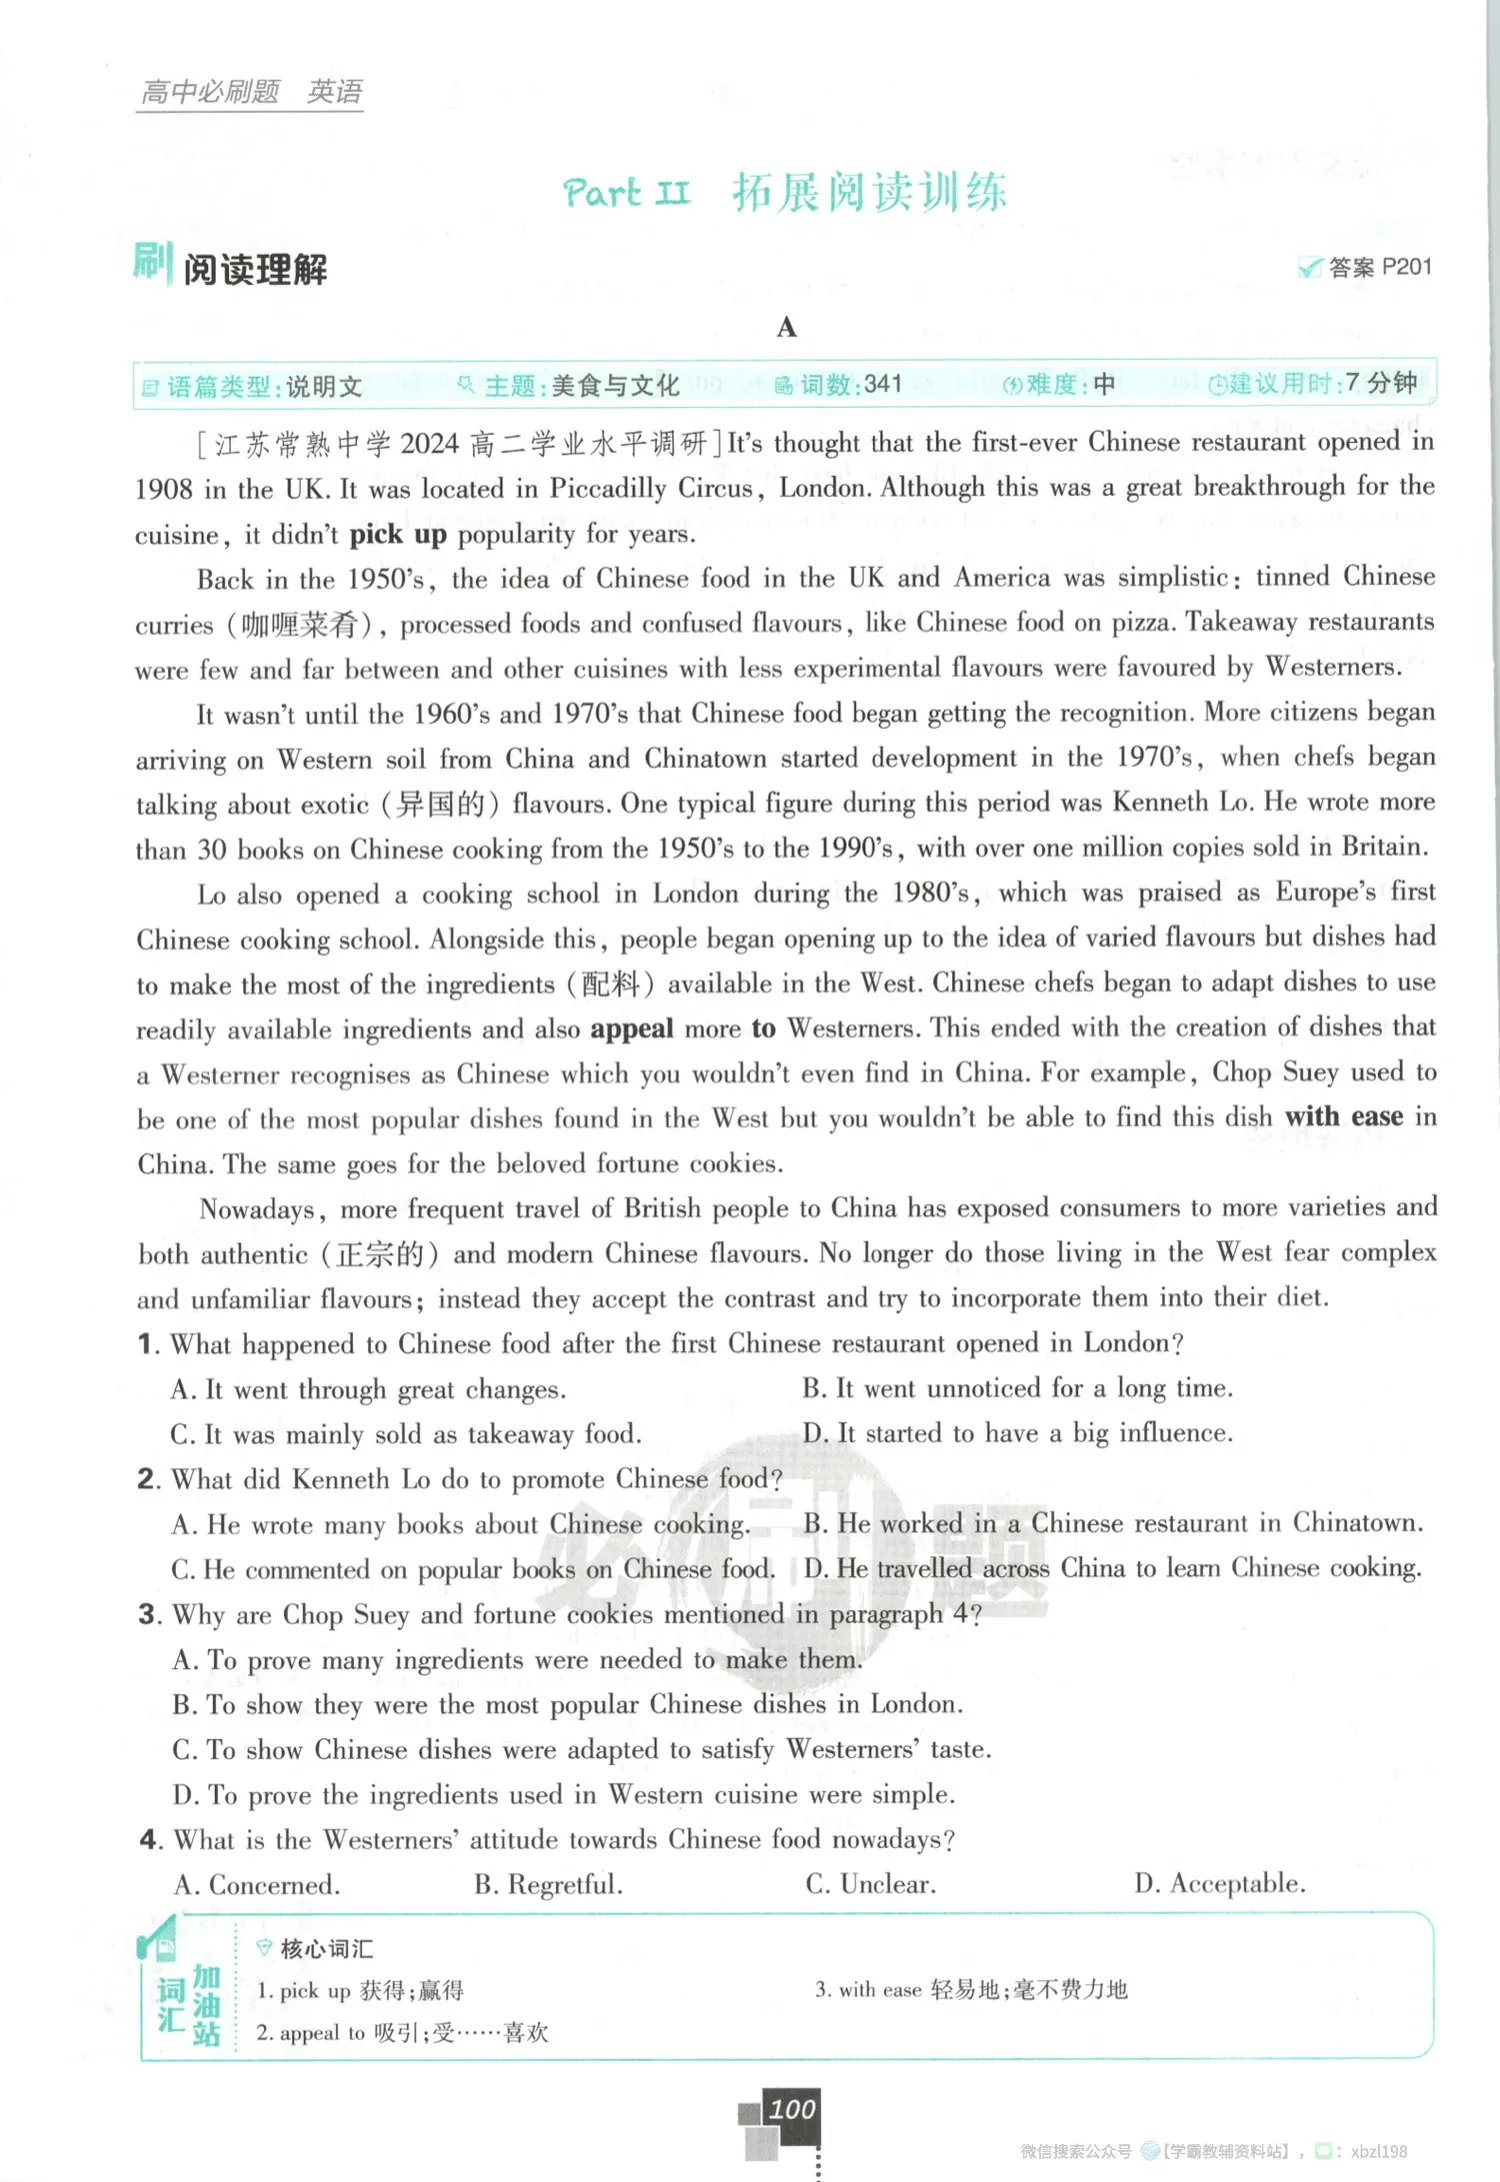 高中必刷题 英语
Part II 拓展阅读训练
刷 阅读理解
答案 P201
A
语篇类型:说明文 主题:美食与文化 词数:341 难度:中 建议用时:7 分钟
[江苏常熟中学 2024 高二学业水平调研]It's thought that the first-ever Chinese restaurant opened in
1908 in the UK. It was located in Piccadilly Circus, London. Although this was a great breakthrough for the
cuisine, it didn't pick up popularity for years.
Back in the 1950's, the idea of Chinese food in the UK and America was simplistic: tinned Chinese
curries (咖喱菜肴), processed foods and confused flavours, like Chinese food on pizza. Takeaway restaurants
were few and far between and other cuisines with less experimental flavours were favoured by Westerners.
It wasn't until the 1960's and 1970's that Chinese food began getting the recognition. More citizens began
arriving on Western soil from China and Chinatown started development in the 1970's, when chefs began
talking about exotic (异国的) flavours. One typical figure during this period was Kenneth Lo. He wrote more
than 30 books on Chinese cooking from the 1950's to the 1990's, with over one million copies sold in Britain.
Lo also opened a cooking school in London during the 1980's, which was praised as Europe's first
Chinese cooking school. Alongside this, people began opening up to the idea of varied flavours but dishes had
to make the most of the ingredients (配料) available in the West. Chinese chefs began to adapt dishes to use
readily available ingredients and also appeal more to Westerners. This ended with the creation of dishes that
a Westerner recognises as Chinese which you wouldn't even find in China. For example, Chop Suey used to
be one of the most popular dishes found in the West but you wouldn't be able to find this dish with ease in
China. The same goes for the beloved fortune cookies.
Nowadays, more frequent travel of British people to China has exposed consumers to more varieties and
both authentic (正宗的) and modern Chinese flavours. No longer do those living in the West fear complex
and unfamiliar flavours; instead they accept the contrast and try to incorporate them into their diet.
1. What happened to Chinese food after the first Chinese restaurant opened in London?
A. It went through great changes. B. It went unnoticed for a long time.
C. It was mainly sold as takeaway food. D. It started to have a big influence.
2. What did Kenneth Lo do to promote Chinese food?
A. He wrote many books about Chinese cooking. B. He worked in a Chinese restaurant in Chinatown.
C. He commented on popular books on Chinese food. D. He travelled across China to learn Chinese cooking.
3. Why are Chop Suey and fortune cookies mentioned in paragraph 4?
A. To prove many ingredients were needed to make them.
B. To show they were the most popular Chinese dishes in London.
C. To show Chinese dishes were adapted to satisfy Westerners' taste.
D. To prove the ingredients used in Western cuisine were simple.
4. What is the Westerners' attitude towards Chinese food nowadays?
A. Concerned. B. Regretful. C. Unclear. D. Acceptable.
必刷题
词汇加油站
核心词汇
1. pick up 获得;赢得 3. with ease 轻易地;毫不费力地
2. appeal to 吸引;受……喜欢
100
微信搜索公众号【学霸教辅资料站】, : xbzl198